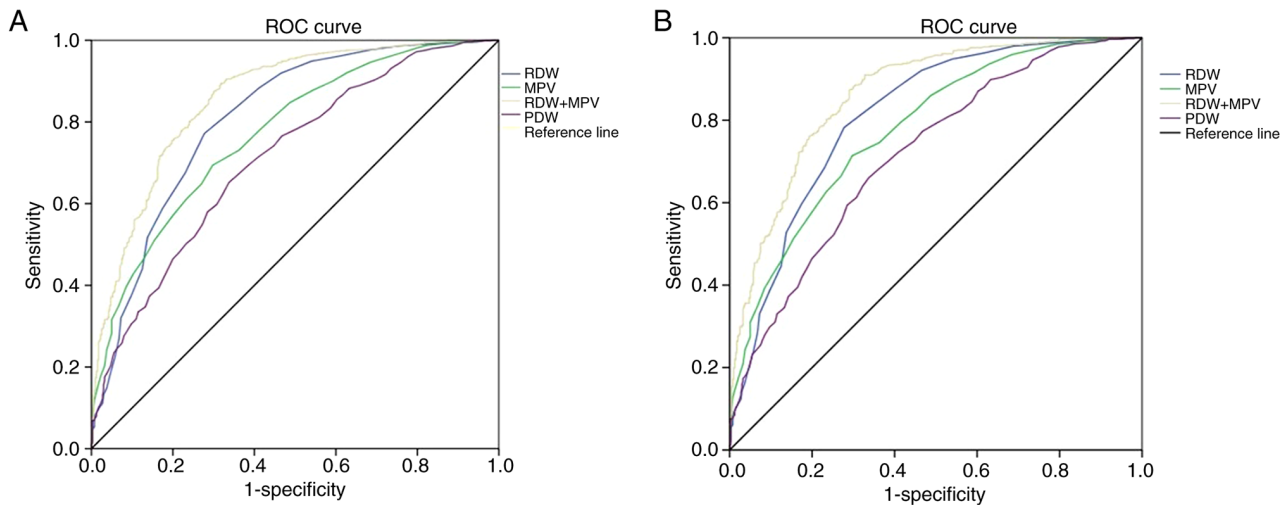 A
ROC curve
1.0
0.8
0.6
0.4
0.2
0.0
Sensitivity
0.0 0.2 0.4 0.6 0.8 1.0
1-specificity
RDW
MPV
RDW+MPV
PDW
Reference line
B
ROC curve
1.0
0.8
0.6
0.4
0.2
0.0
Sensitivity
0.0 0.2 0.4 0.6 0.8 1.0
1-specificity
RDW
MPV
RDW+MPV
PDW
Reference line